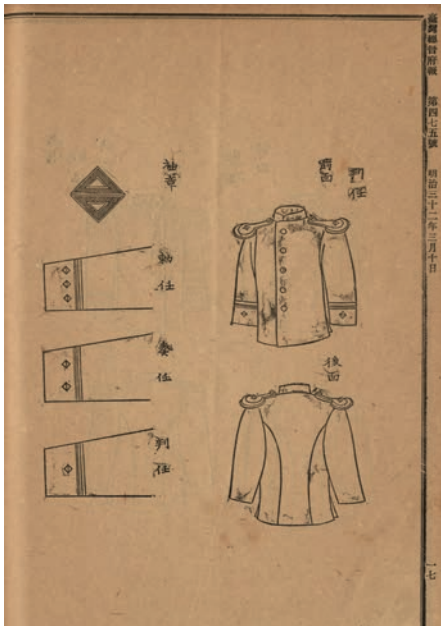 臺灣總督府報　第四七五號　明治三十二年三月十日
判任
前面
後面
袖章
勅任
奏任
判任
一七